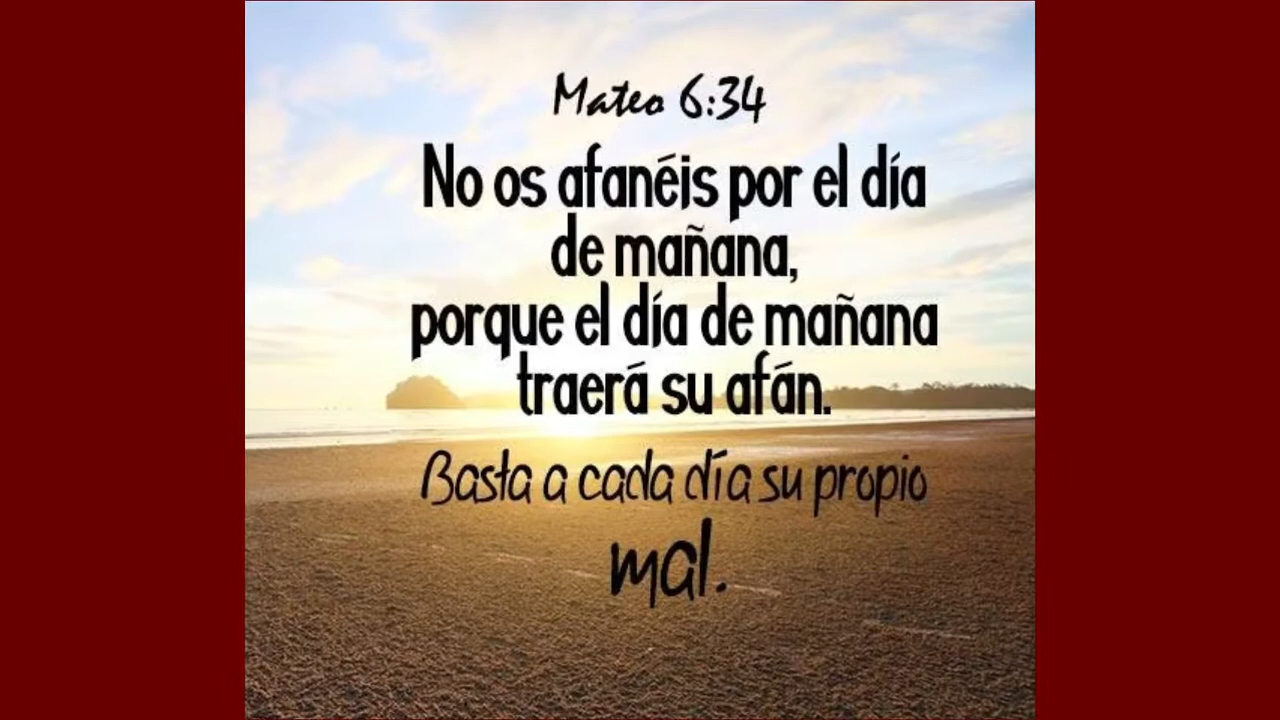 Mateo 6:34
No os afanéis por el día
de mañana,
porque el día de mañana
traerá su afán.
Basta a cada día su propio
mal.